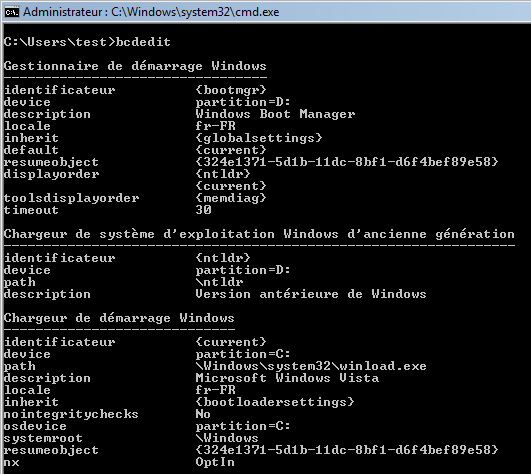 Administrateur : C:\Windows\system32\cmd.exe
C:\Users\test>bcdedit
Gestionnaire de démarrage Windows
---------------------------------
identificateur          {bootmgr}
device                  partition=D:
description             Windows Boot Manager
locale                  fr-FR
inherit                 {globalsettings}
default                 {current}
resumeobject            {324e1371-5d1b-11dc-8bf1-d6f4bef89e58}
displayorder            {ntldr}
                        {current}
toolsdisplayorder       {memdiag}
timeout                 30
Chargeur de système d'exploitation Windows d'ancienne génération
----------------------------------------------------------------
identificateur          {ntldr}
device                  partition=D:
path                    \ntldr
description             Version antérieure de Windows
Chargeur de démarrage Windows
-----------------------------
identificateur          {current}
device                  partition=C:
path                    \Windows\system32\winload.exe
description             Microsoft Windows Vista
locale                  fr-FR
inherit                 {bootloadersettings}
nointegritychecks       No
osdevice                partition=C:
systemroot              \Windows
resumeobject            {324e1371-5d1b-11dc-8bf1-d6f4bef89e58}
nx                      OptIn